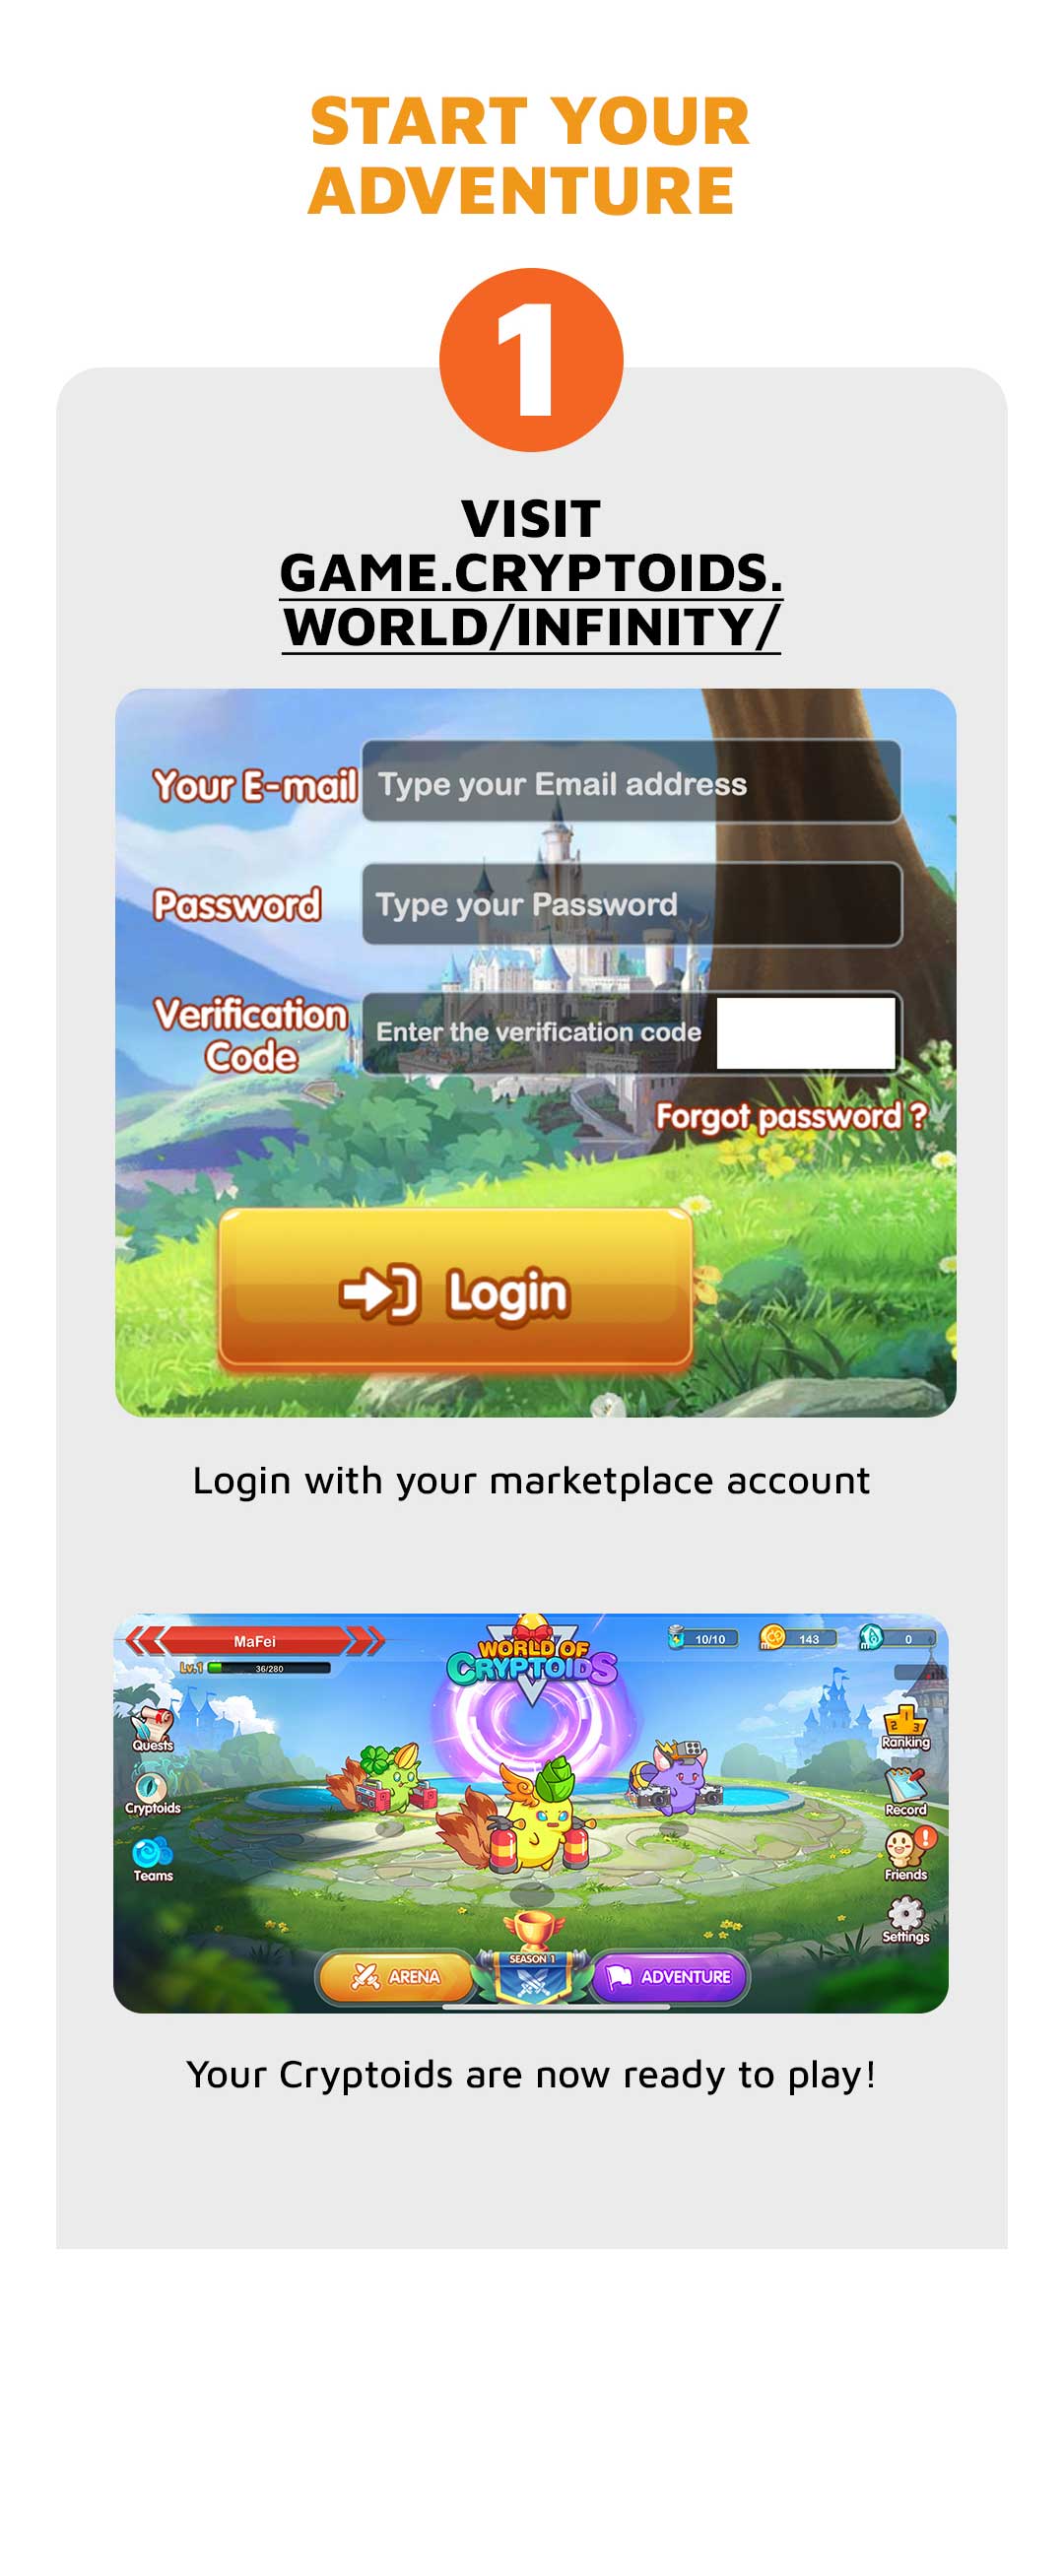 START YOUR
ADVENTURE
1
VISIT
GAME.CRYPTOIDS.
WORLD/INFINITY/
Your E-mail Type your Email address
Password Type your Password
Verification
Code
Enter the verification code
Forgot password ?
Login
Login with your marketplace account
MaFei
Lv.1 36/280
WORLD OF
CRYPTOIDS
10/10 m 143 m 0
Quests
Ranking
Cryptoids
Record
Teams
Friends
Settings
SEASON 1
ARENA
ADVENTURE
Your Cryptoids are now ready to play!